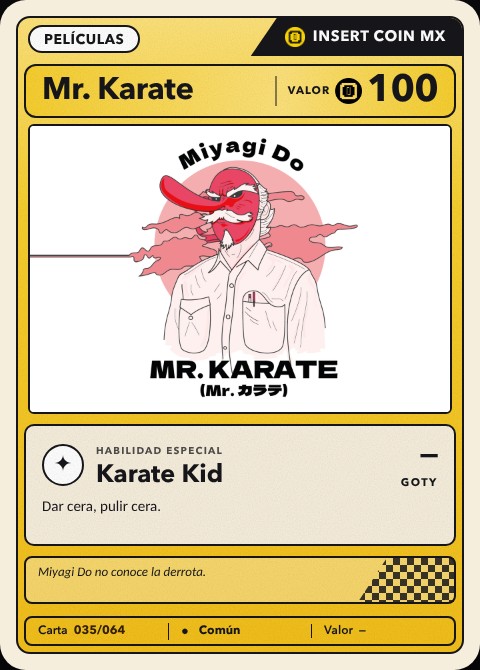 PELÍCULAS
INSERT COIN MX
Mr. Karate
VALOR 100
Miyagi Do
MR. KARATE
(Mr. カラテ)
HABILIDAD ESPECIAL
Karate Kid
–
GOTY
Dar cera, pulir cera.
Miyagi Do no conoce la derrota.
Carta 035/064
• Común
Valor –